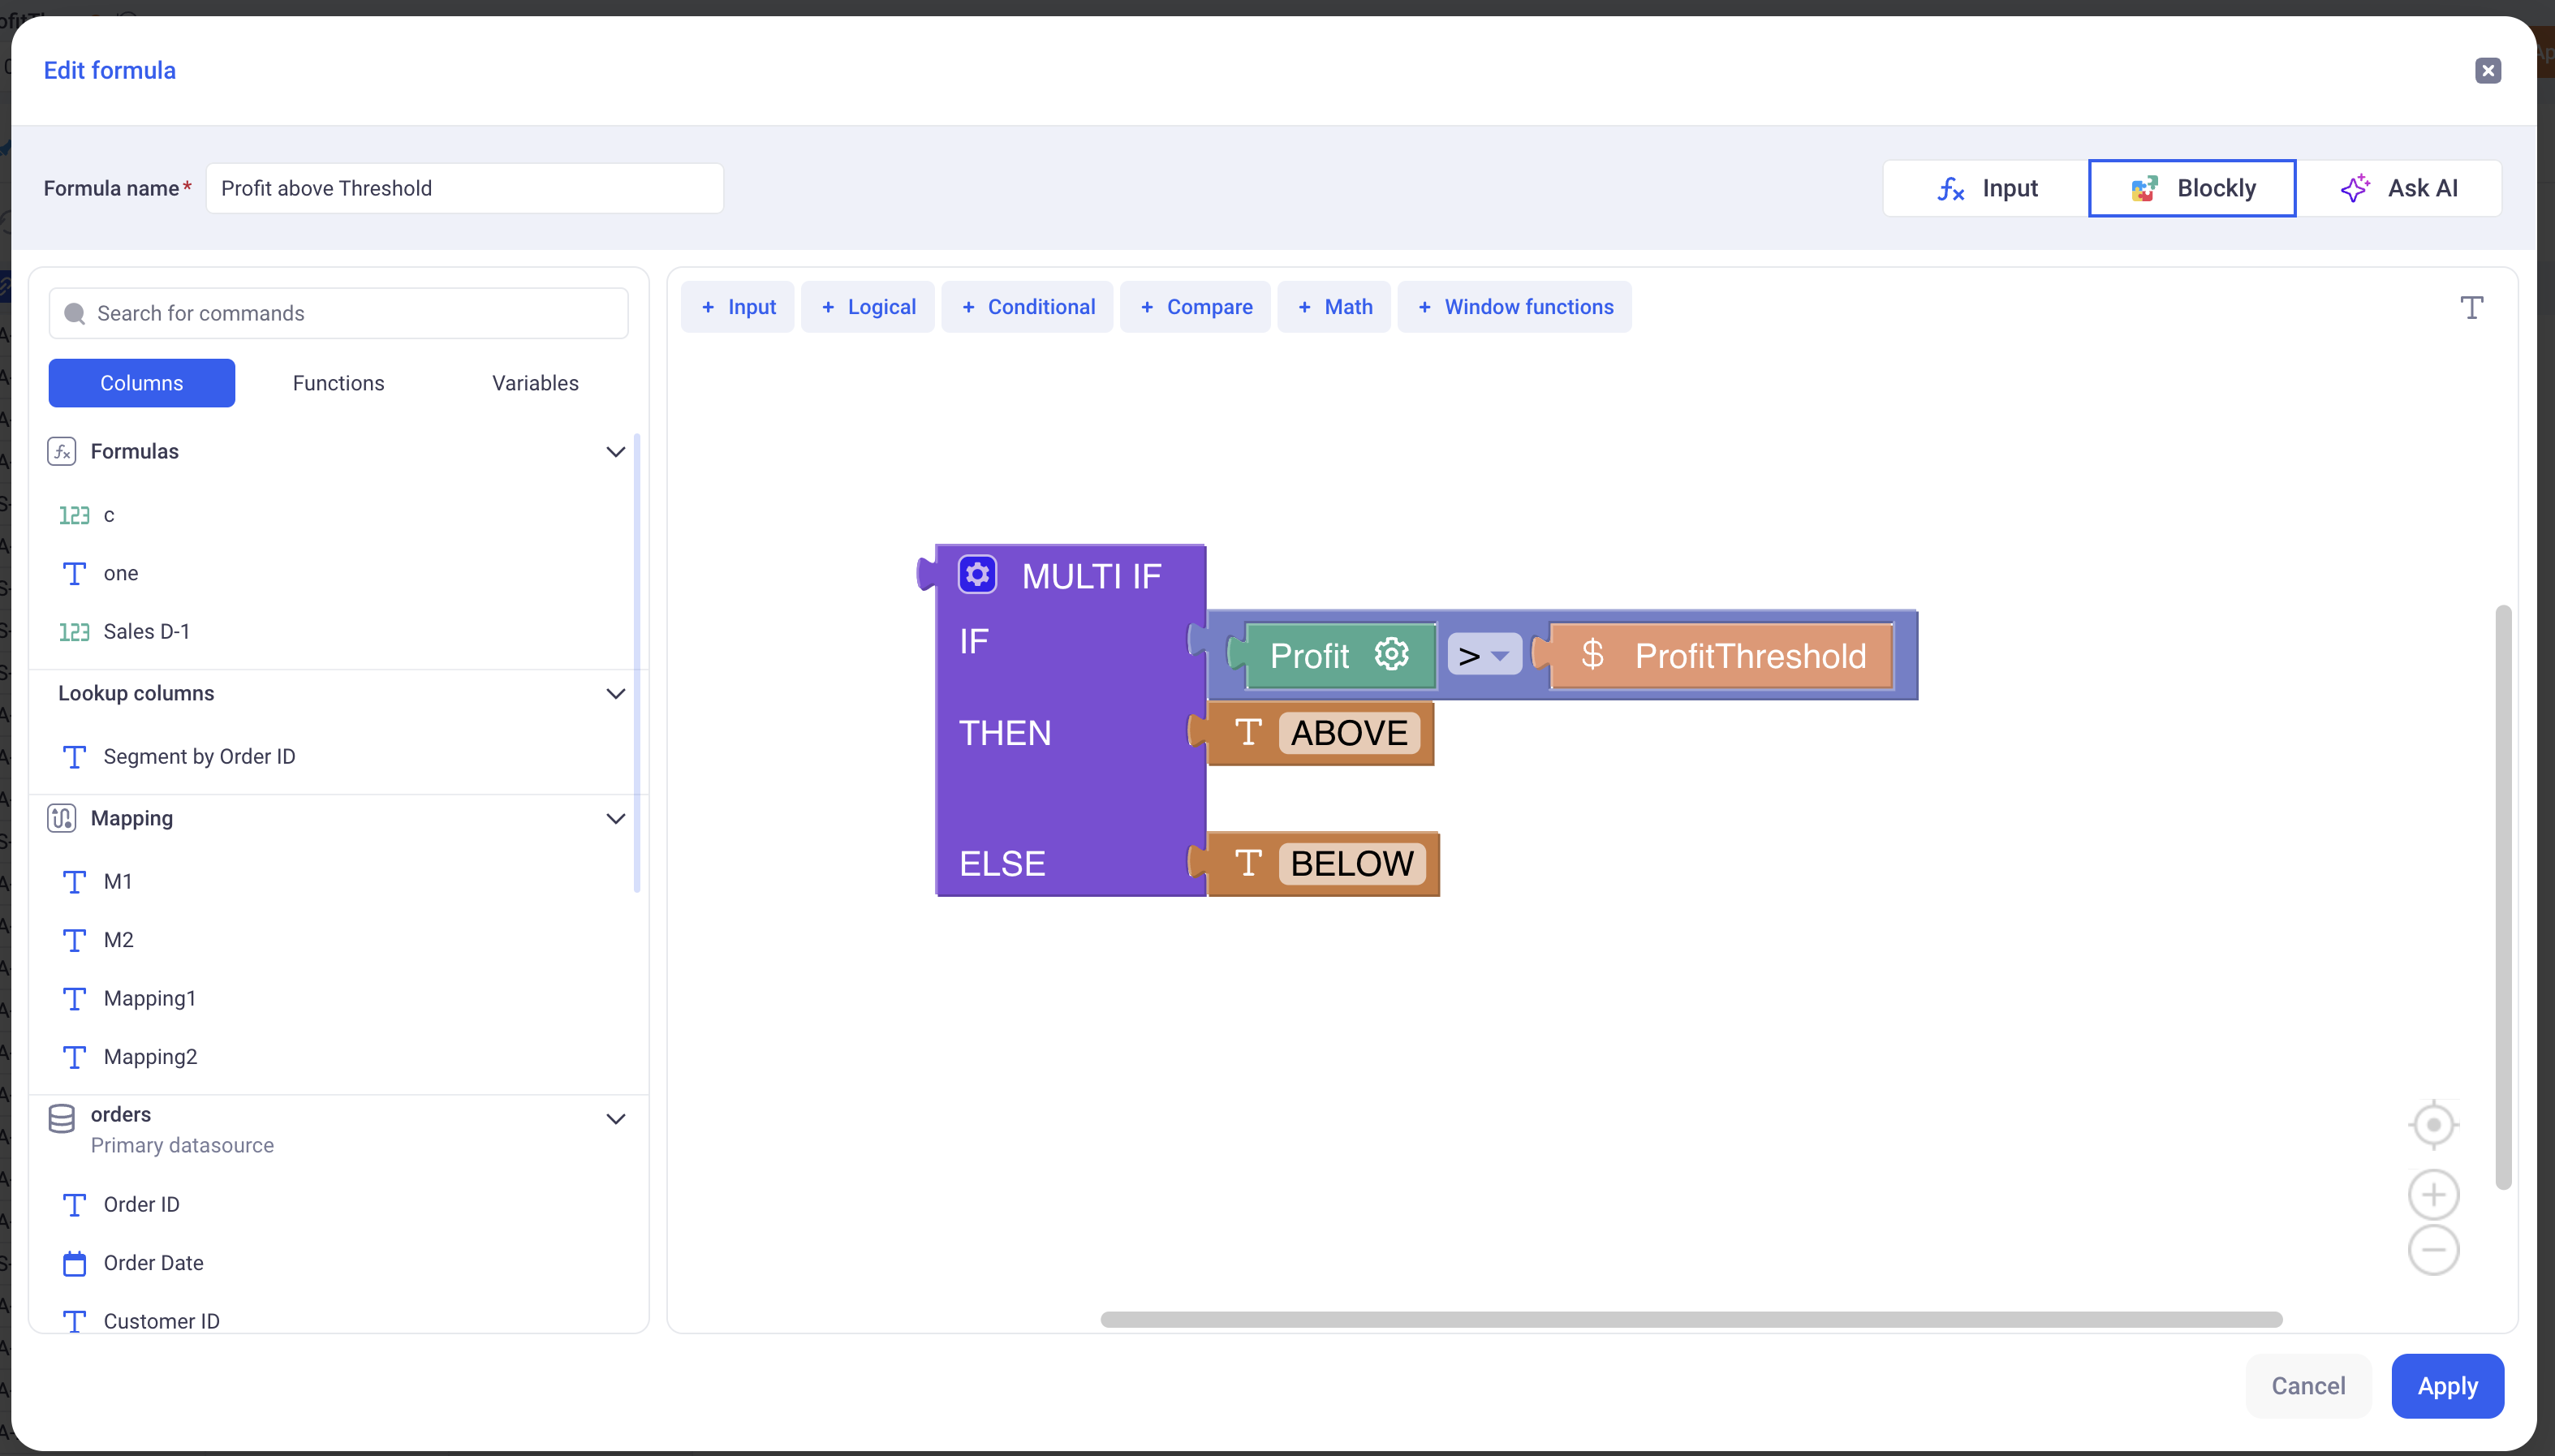 Edit formula
Formula name*
Profit above Threshold
Input
Blockly
Ask AI
Search for commands
Columns
Functions
Variables
Formulas
123 c
T one
123 Sales D-1
Lookup columns
T Segment by Order ID
Mapping
T M1
T M2
T Mapping1
T Mapping2
orders
Primary datasource
T Order ID
Order Date
T Customer ID
+ Input
+ Logical
+ Conditional
+ Compare
+ Math
+ Window functions
T
MULTI IF
IF
Profit
>
$ ProfitThreshold
THEN
T ABOVE
ELSE
T BELOW
Cancel
Apply